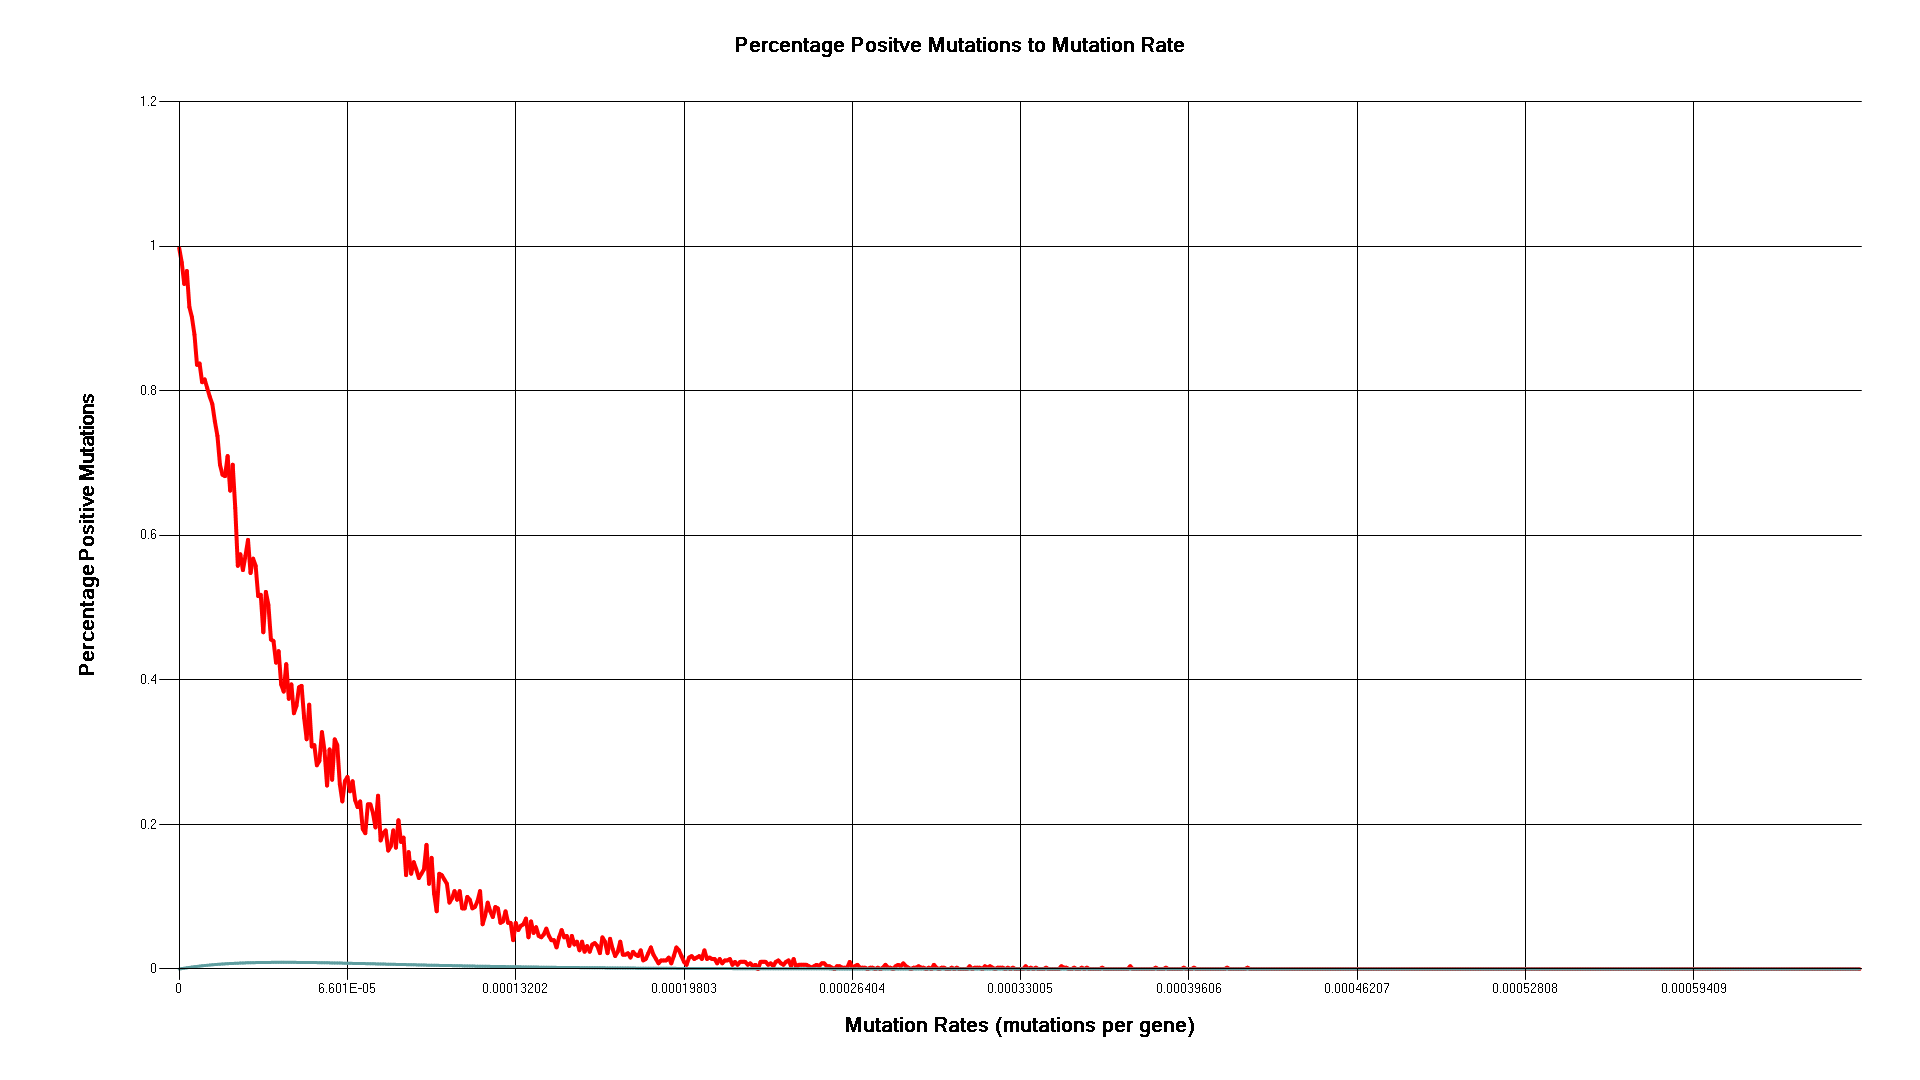 Percentage Positve Mutations to Mutation Rate
1.2
1
0.8
0.6
0.4
0.2
0
Percentage Positive Mutations
0 6.601E-05 0.00013202 0.00019803 0.00026404 0.00033005 0.00039606 0.00046207 0.00052808 0.00059409
Mutation Rates (mutations per gene)